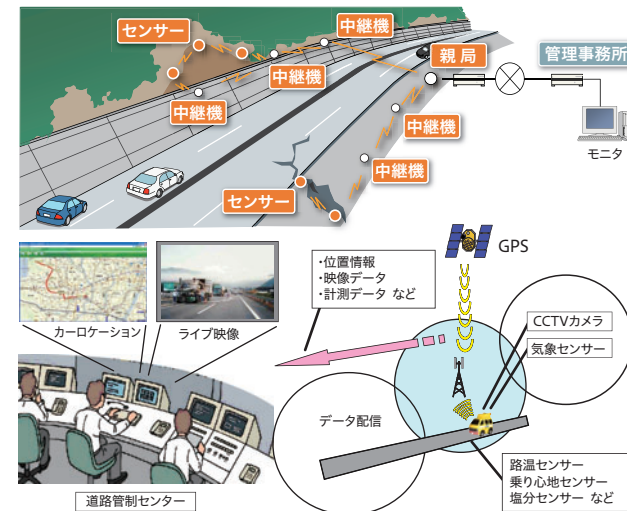 センサー
中継機
中継機
中継機
親局
管理事務所
モニタ
中継機
中継機
センサー
カーロケーション
ライブ映像
道路管制センター
・位置情報
・映像データ
・計測データ など
GPS
CCTVカメラ
気象センサー
データ配信
路温センサー
乗り心地センサー
塩分センサー など